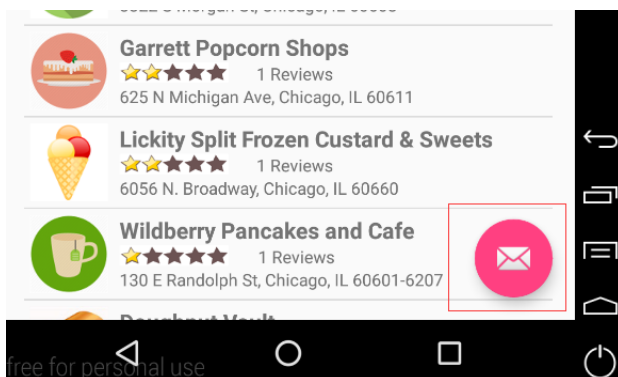 Garrett Popcorn Shops
1 Reviews
625 N Michigan Ave, Chicago, IL 60611
Lickity Split Frozen Custard & Sweets
1 Reviews
6056 N. Broadway, Chicago, IL 60660
Wildberry Pancakes and Cafe
1 Reviews
130 E Randolph St, Chicago, IL 60601-6207
Doughnut Vault
free for personal use